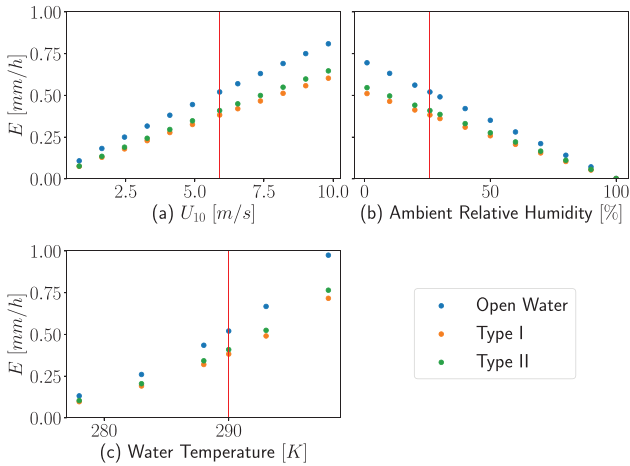 1.00
0.75
0.50
0.25
0.00
E [mm/h]
2.5 5.0 7.5 10.0
(a) U₁₀ [m/s]
0 50 100
(b) Ambient Relative Humidity [%]
1.00
0.75
0.50
0.25
0.00
E [mm/h]
280 290
(c) Water Temperature [K]
Open Water
Type I
Type II